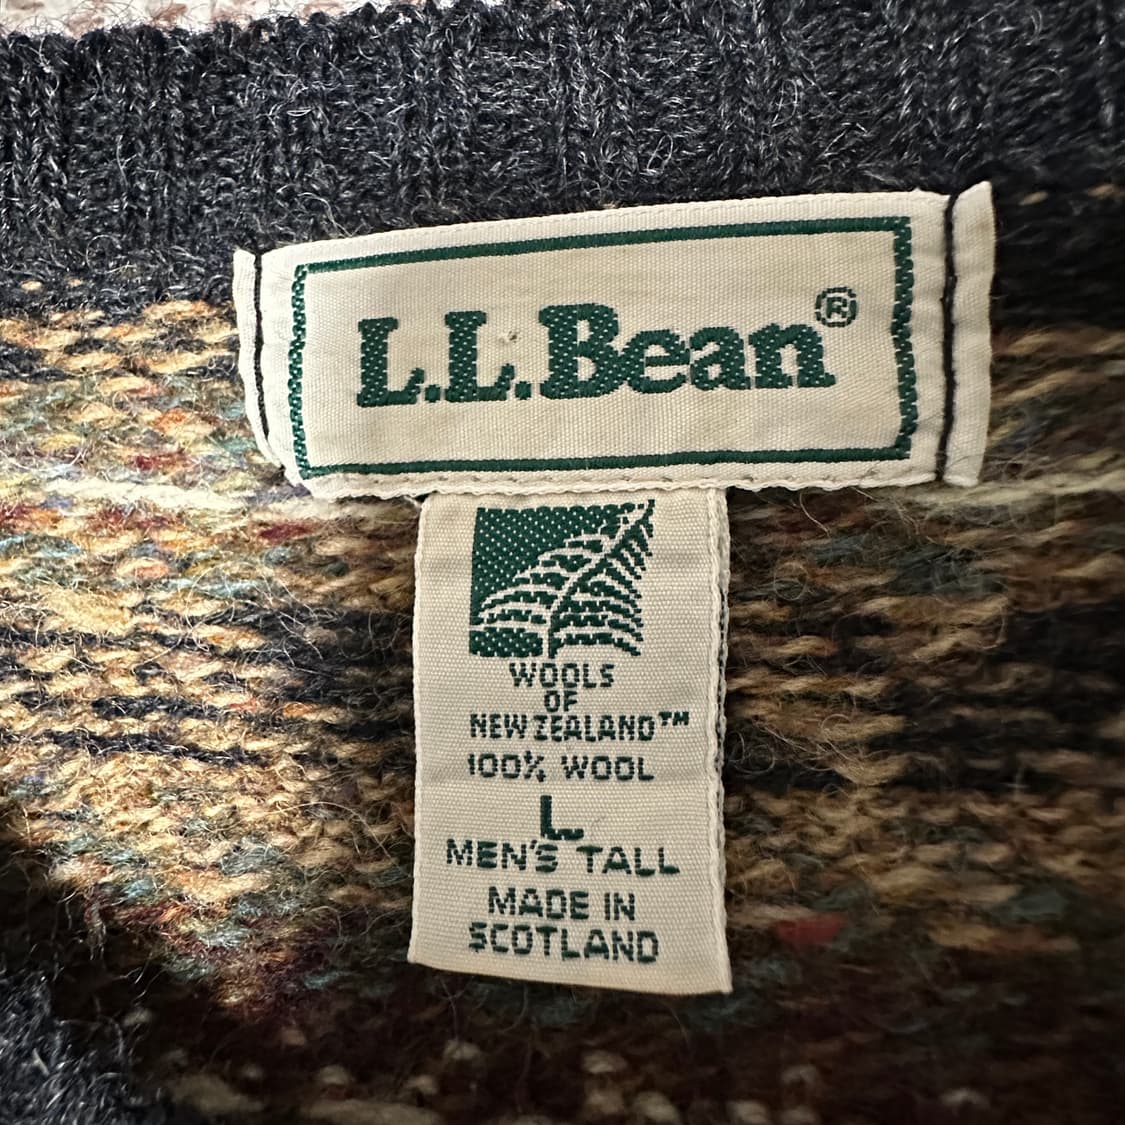 L.L.Bean®
WOOLS
OF
NEW ZEALAND™
100% WOOL
L
MEN'S TALL
MADE IN
SCOTLAND